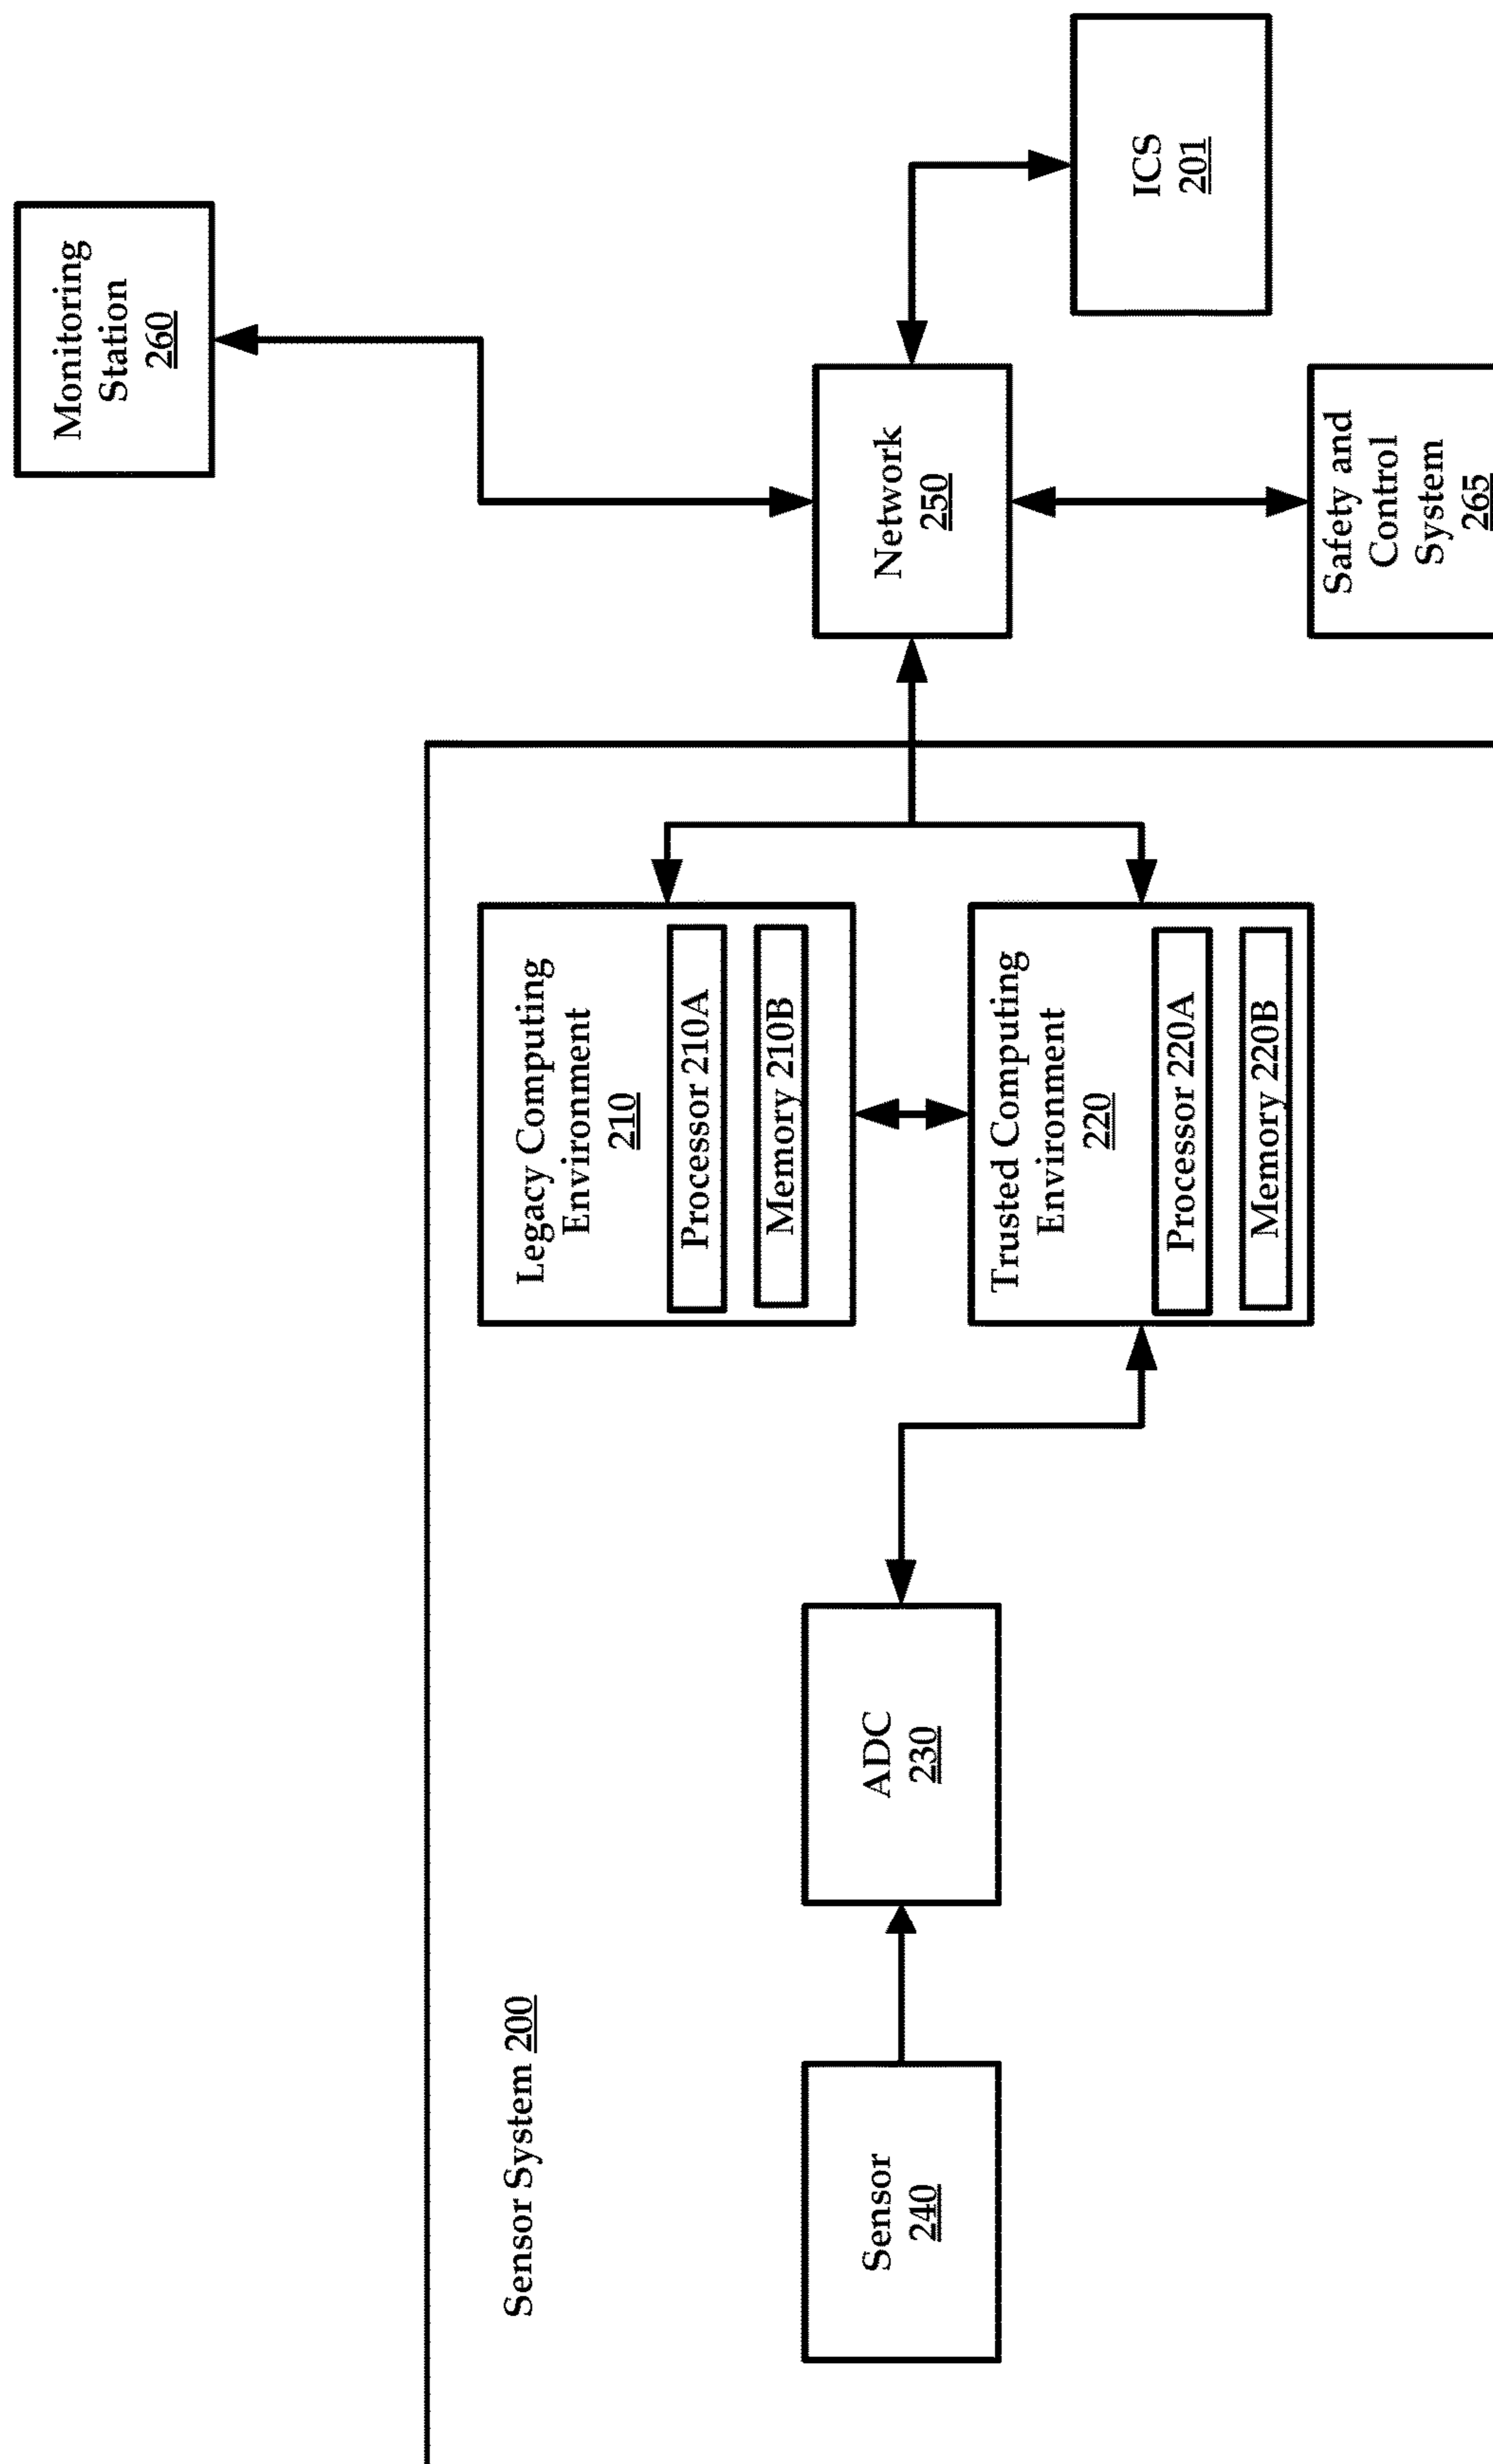 Sensor System 200
Sensor
240
ADC
230
Legacy Computing
Environment
210
Processor 210A
Memory 210B
Trusted Computing
Environment
220
Processor 220A
Memory 220B
Network
250
Monitoring
Station
260
Safety and
Control
System
265
ICS
201